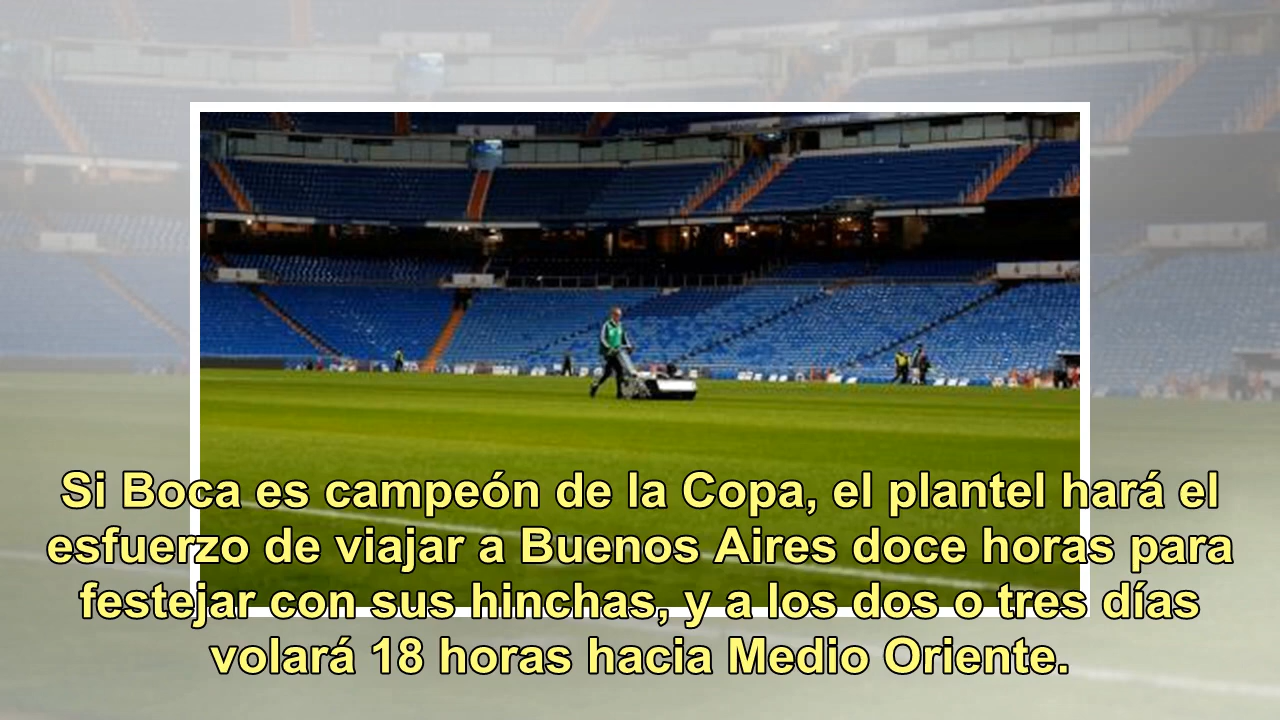 Si Boca es campeón de la Copa, el plantel hará el
esfuerzo de viajar a Buenos Aires doce horas para
festejar con sus hinchas, y a los dos o tres días
volará 18 horas hacia Medio Oriente.